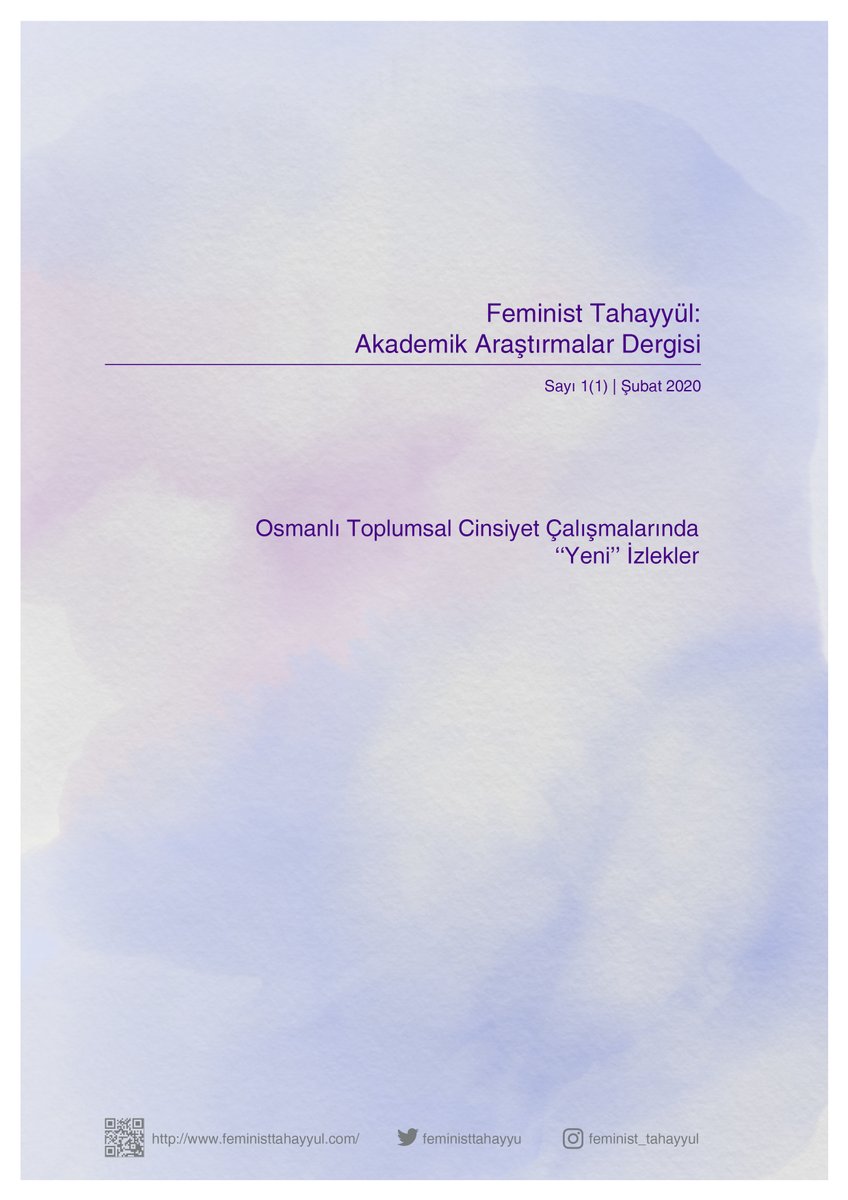 Feminist Tahayyül:
Akademik Araştırmalar Dergisi
Sayı 1(1) | Şubat 2020
Osmanlı Toplumsal Cinsiyet Çalışmalarında
‘‘Yeni’’ İzlekler
http://www.feministtahayyul.com/ feministtahayyu feminist_tahayyul